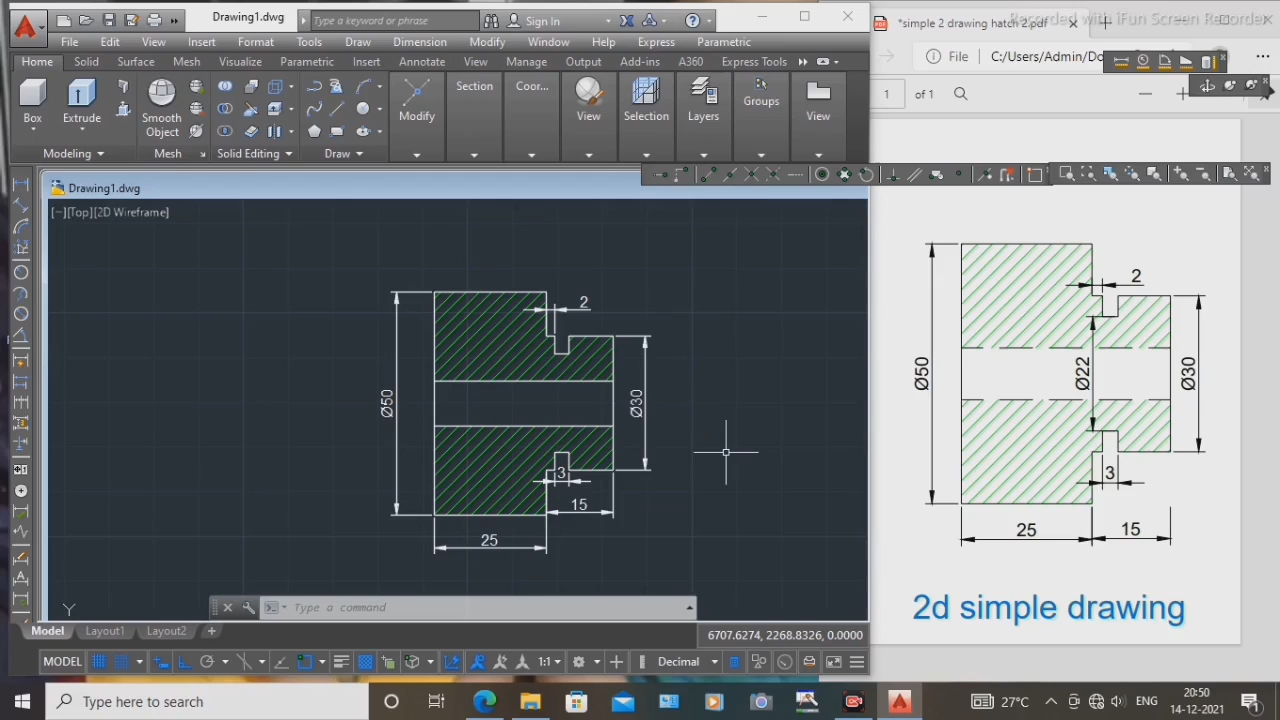 Drawing1.dwg
Type a keyword or phrase
Sign In
File Edit View Insert Format Tools Draw Dimension Modify Window Help Express Parametric
Home Solid Surface Mesh Visualize Parametric Insert Annotate View Manage Output Add-ins A360 Express Tools
Box
Extrude
Smooth
Object
Modify
Section
Coor...
View
Selection
Layers
Groups
View
Modeling
Mesh
Solid Editing
Draw
Drawing1.dwg
[−][Top][2D Wireframe]
2
Ø50
Ø30
3
15
25
Y
Type a command
Model Layout1 Layout2 +
6707.6274, 2268.8326, 0.0000
MODEL
1:1
Decimal
*simple 2 drawing hatch 2.pdf
Recorded with iFun Screen Recorder
File
C:/Users/Admin/Do
1 of 1
2
Ø50
Ø22
Ø30
3
25
15
2d simple drawing
Type here to search
27°C
ENG
20:50
14-12-2021
1